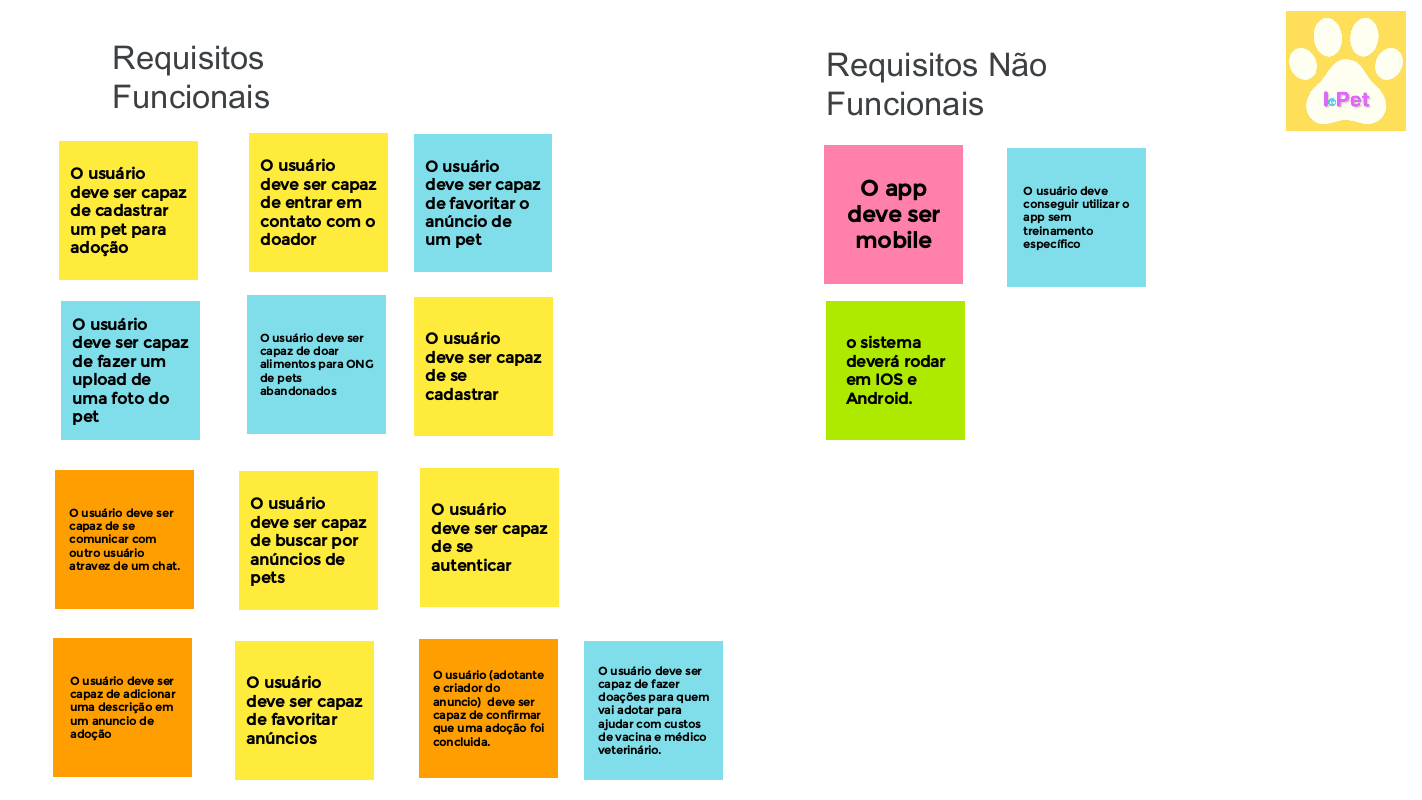 Requisitos
Funcionais
O usuário
deve ser capaz
de cadastrar
um pet para
adoção
O usuário
deve ser capaz
de entrar em
contato com o
doador
O usuário
deve ser capaz
de favoritar o
anúncio de
um pet
O usuário
deve ser capaz
de fazer um
upload de
uma foto do
pet
O usuário deve ser
capaz de doar
alimentos para ONG
de pets
abandonados
O usuário
deve ser capaz
de se
cadastrar
O usuário deve ser
capaz de se
comunicar com
outro usuário
atravez de um chat.
O usuário
deve ser capaz
de buscar por
anúncios de
pets
O usuário
deve ser capaz
de se
autenticar
O usuário deve ser
capaz de adicionar
uma descrição em
um anuncio de
adoção
O usuário
deve ser capaz
de favoritar
anúncios
O usuário (adotante
e criador do
anuncio)  deve ser
capaz de confirmar
que uma adoção foi
concluida.
O usuário deve ser
capaz de fazer
doações para quem
vai adotar para
ajudar com custos
de vacina e médico
veterinário.
Requisitos Não
Funcionais
O app
deve ser
mobile
O usuário deve
conseguir utilizar o
app sem
treinamento
específico
o sistema
deverá rodar
em IOS e
Android.
IePet